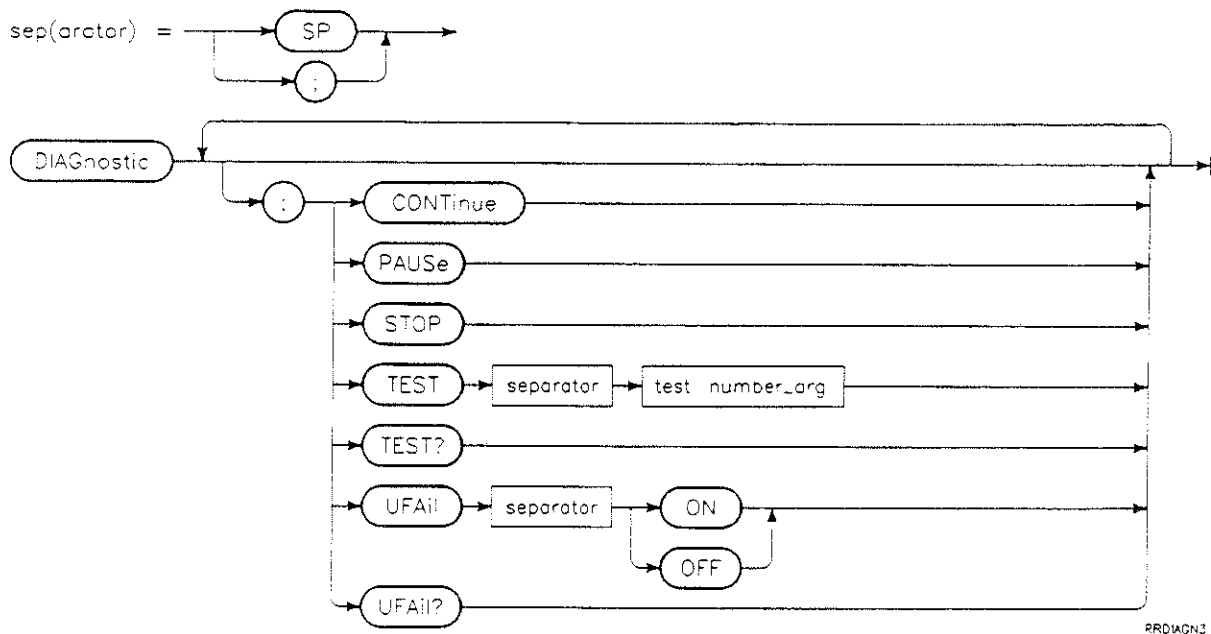 sep(arator) =
SP
;
DIAGnostic
:
CONTinue
PAUSe
STOP
TEST separator test number_arg
TEST?
UFAil separator ON
OFF
UFAil?
RRDIAGN3